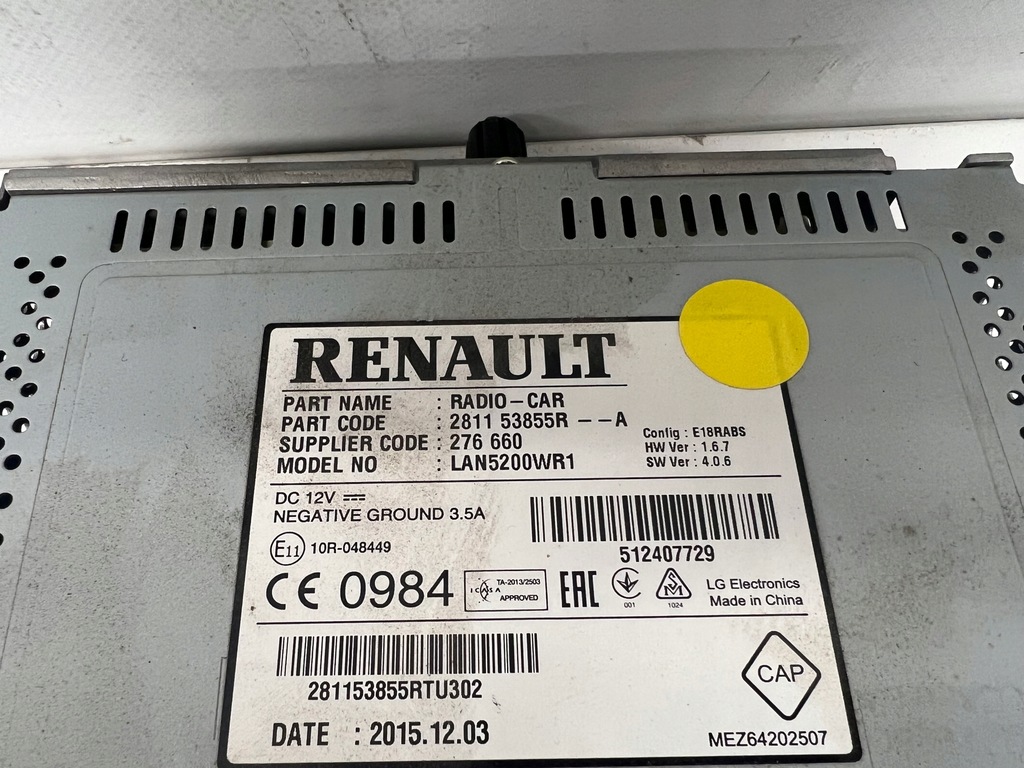 RENAULT
PART NAME : RADIO-CAR
PART CODE : 2811 53855R --A
SUPPLIER CODE : 276 660
MODEL NO : LAN5200WR1
Config : E18RABS
HW Ver : 1.6.7
SW Ver : 4.0.6
DC 12V
NEGATIVE GROUND 3.5A
E11 10R-048449
512407729
CE 0984
ICASA
TA-2013/2503
APPROVED
EAC
001
1024
LG Electronics
Made in China
281153855RTU302
DATE : 2015.12.03
CAP
MEZ64202507